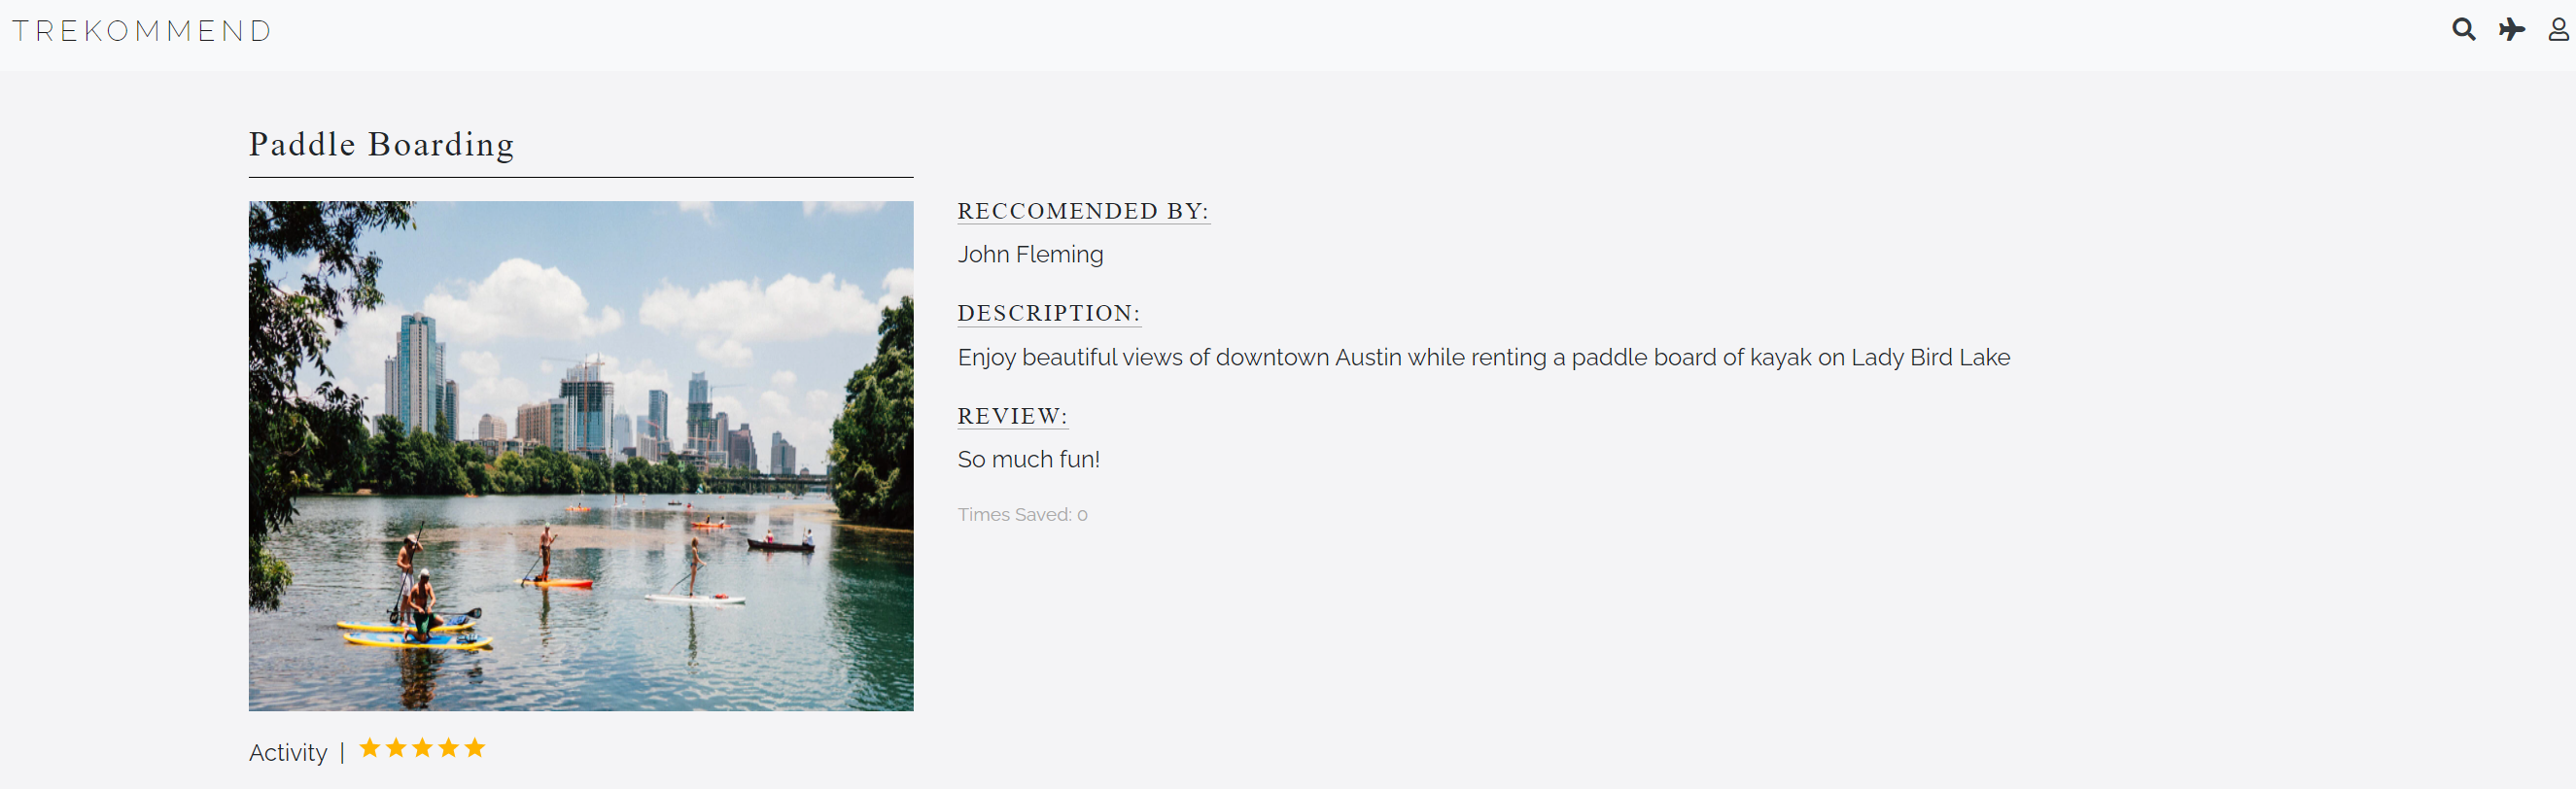 TREKOMMEND
Paddle Boarding
RECCOMENDED BY:
John Fleming
DESCRIPTION:
Enjoy beautiful views of downtown Austin while renting a paddle board of kayak on Lady Bird Lake
REVIEW:
So much fun!
Times Saved: 0
Activity |